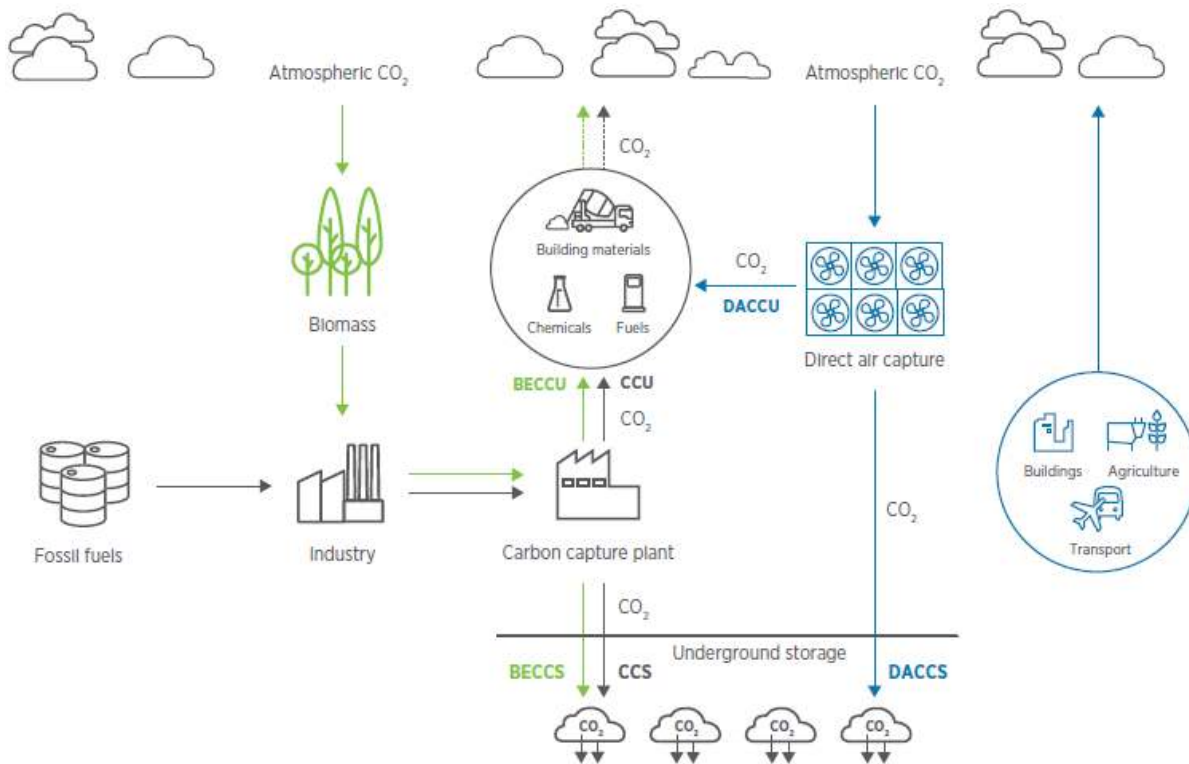 Atmospheric CO₂
Atmospheric CO₂
CO₂
Building materials
Chemicals
Fuels
CO₂
DACCU
Biomass
Direct air capture
BECCU
CCU
CO₂
Buildings
Agriculture
Transport
CO₂
Fossil fuels
Industry
Carbon capture plant
CO₂
Underground storage
BECCS
CCS
DACCS
CO₂
CO₂
CO₂
CO₂